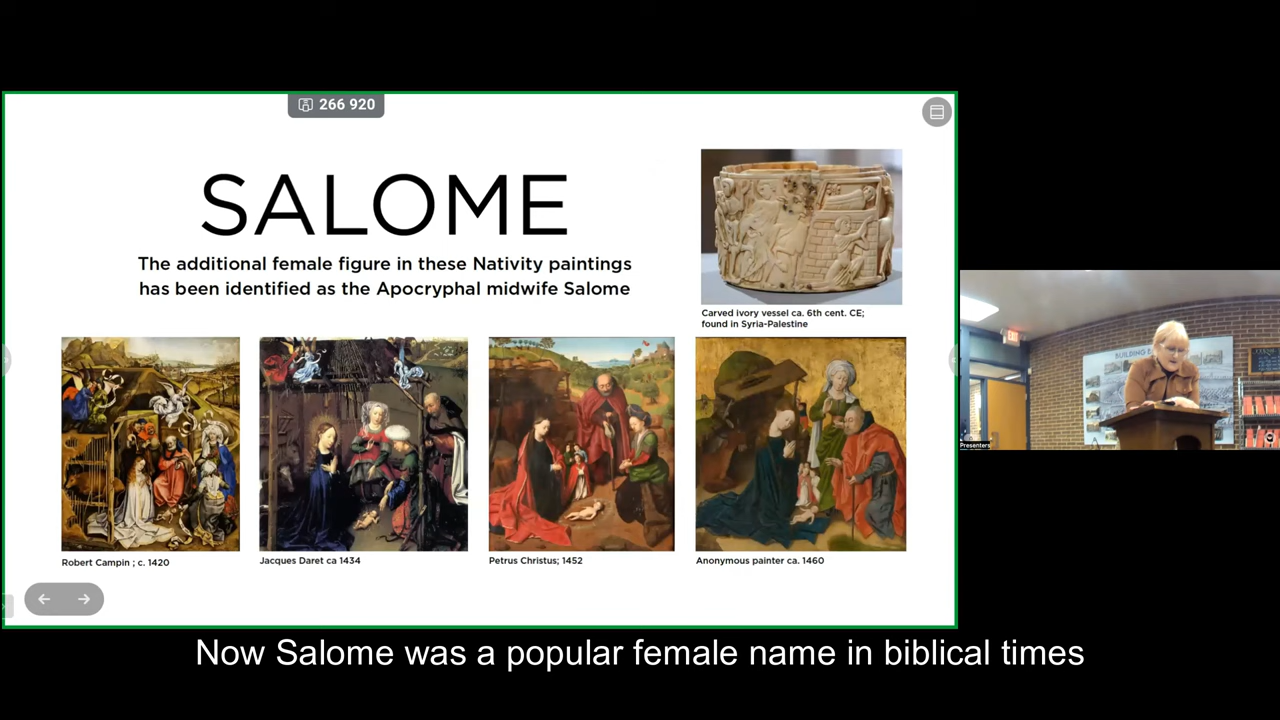 266 920
SALOME
The additional female figure in these Nativity paintings
has been identified as the Apocryphal midwife Salome
Carved ivory vessel ca. 6th cent. CE;
found in Syria-Palestine
Robert Campin ; c. 1420
Jacques Daret ca 1434
Petrus Christus; 1452
Anonymous painter ca. 1460
EXIT
Presenters
Now Salome was a popular female name in biblical times